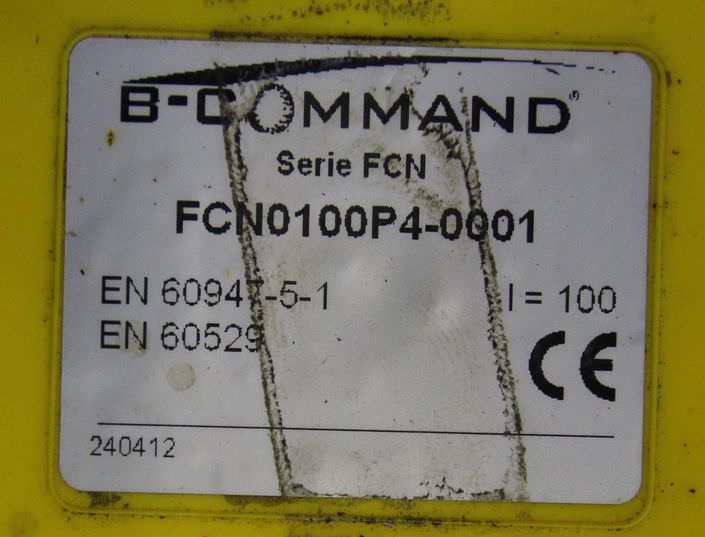 B-COMMAND®
Serie FCN
FCN0100P4-0001
EN 60947-5-1
I = 100
EN 60529
CE
240412